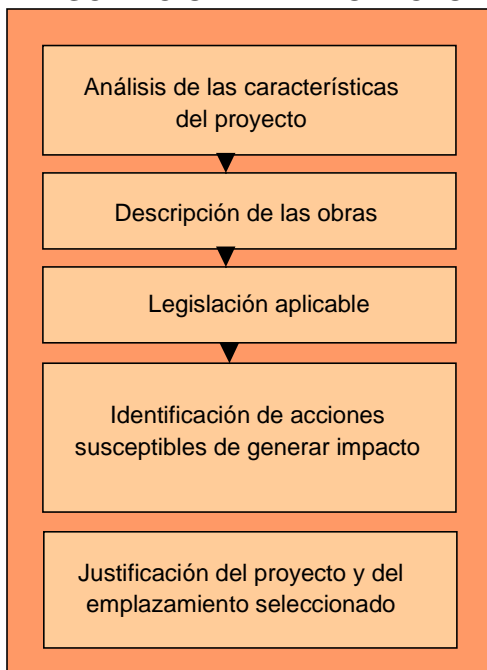 Análisis de las características
del proyecto
Descripción de las obras
Legislación aplicable
Identificación de acciones
susceptibles de generar impacto
Justificación del proyecto y del
emplazamiento seleccionado